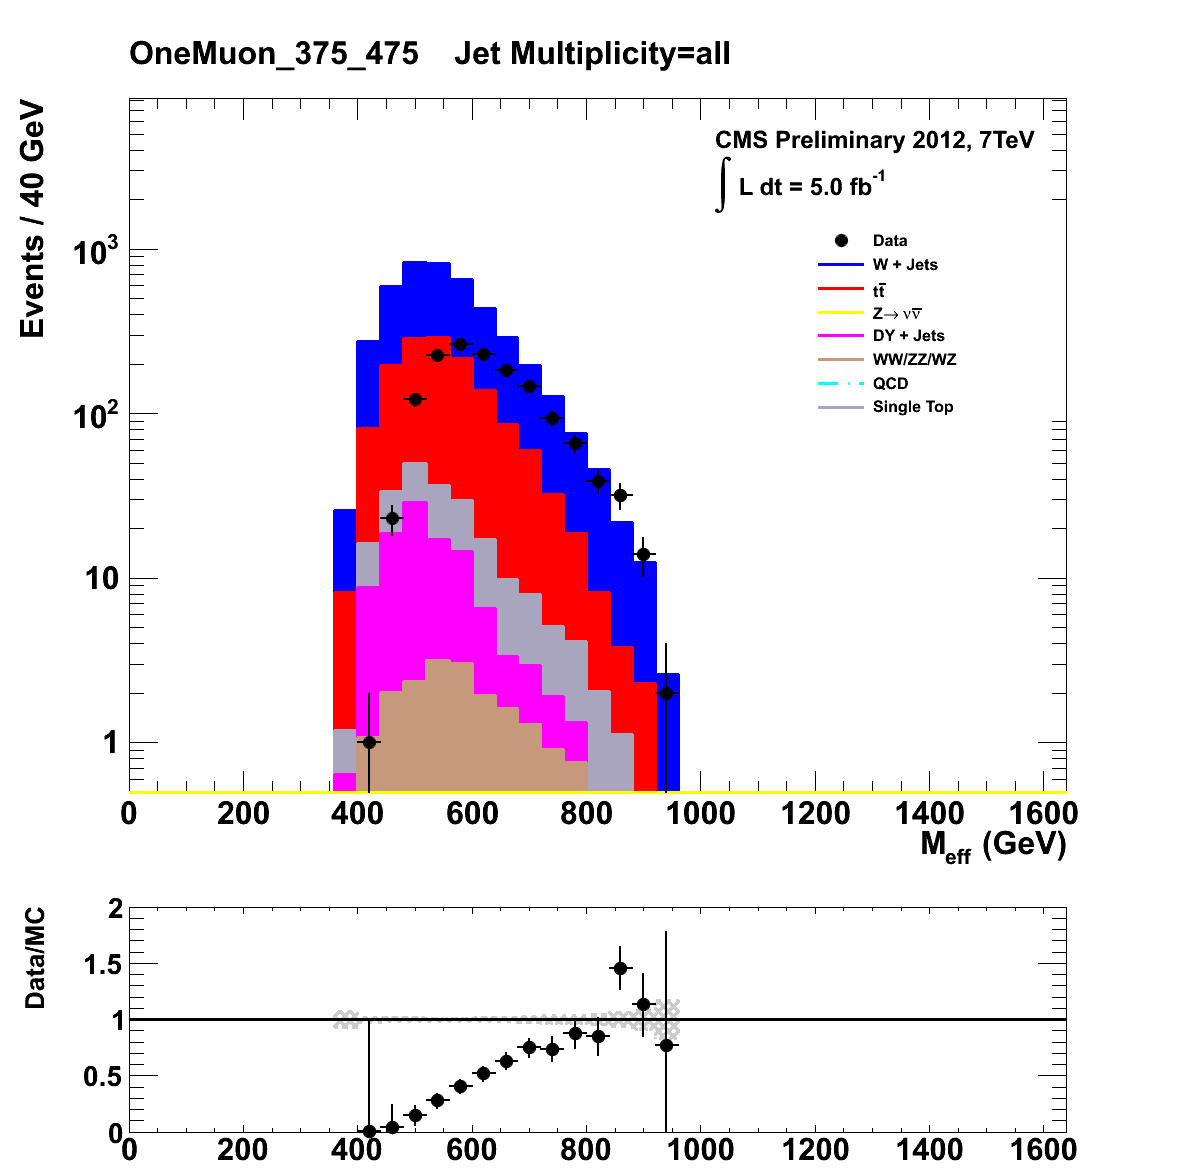 OneMuon_375_475 Jet Multiplicity=all
Events / 40 GeV
CMS Preliminary 2012, 7TeV
∫ L dt = 5.0 fb⁻¹
Data
W + Jets
tt̄
Z→ νν̄
DY + Jets
WW/ZZ/WZ
QCD
Single Top
10³
10²
10
1
0 200 400 600 800 1000 1200 1400 1600
M_eff (GeV)
Data/MC
2
1.5
1
0.5
0
0 200 400 600 800 1000 1200 1400 1600